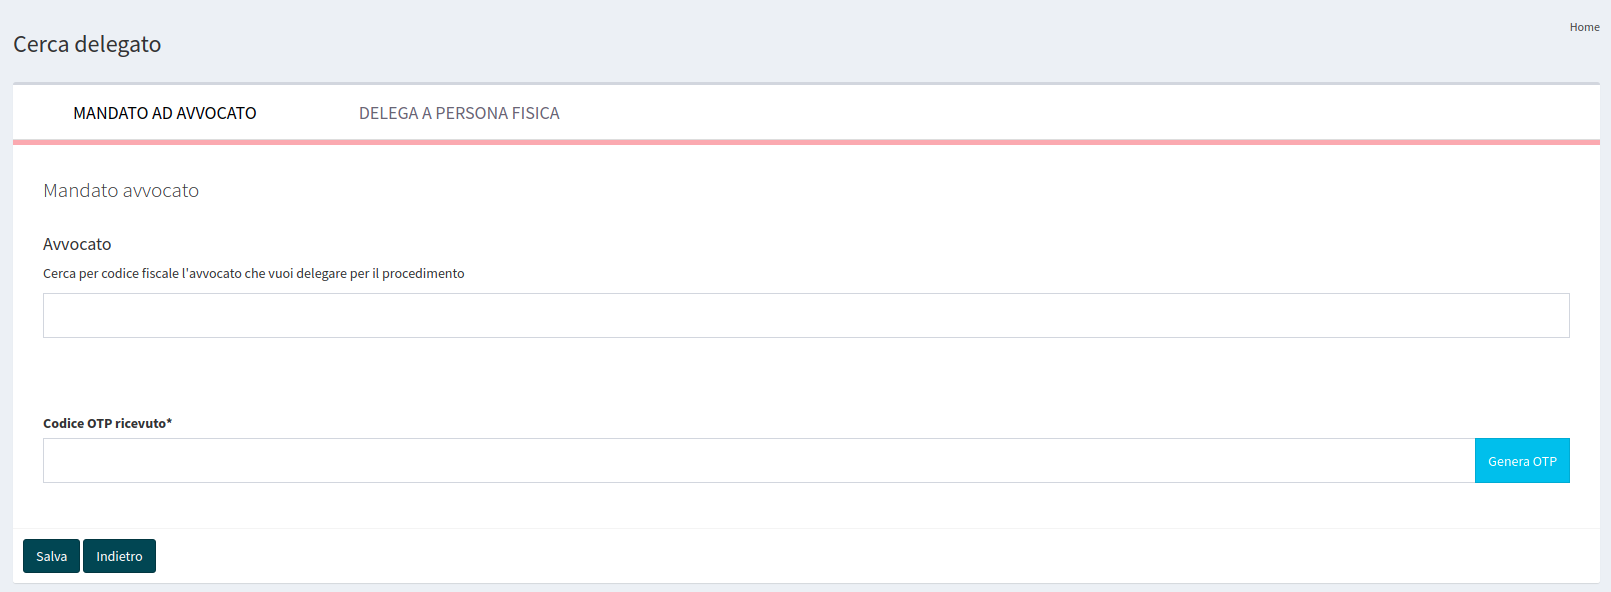 Home
Cerca delegato
MANDATO AD AVVOCATO
DELEGA A PERSONA FISICA
Mandato avvocato
Avvocato
Cerca per codice fiscale l'avvocato che vuoi delegare per il procedimento
Codice OTP ricevuto*
Genera OTP
Salva
Indietro